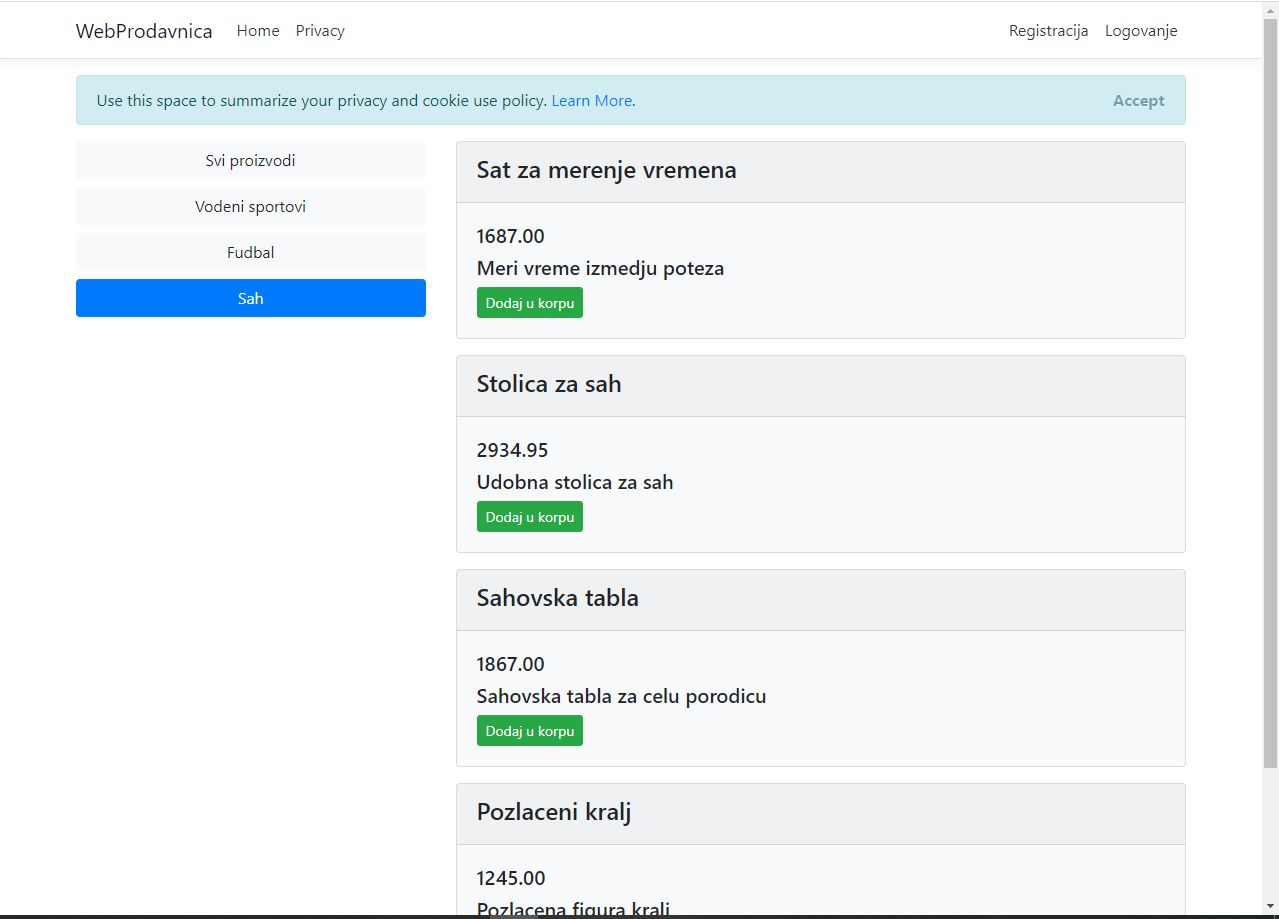 WebProdavnica Home Privacy Registracija Logovanje
Use this space to summarize your privacy and cookie use policy. Learn More. Accept
Svi proizvodi
Vodeni sportovi
Fudbal
Sah
Sat za merenje vremena
1687.00
Meri vreme izmedju poteza
Dodaj u korpu
Stolica za sah
2934.95
Udobna stolica za sah
Dodaj u korpu
Sahovska tabla
1867.00
Sahovska tabla za celu porodicu
Dodaj u korpu
Pozlaceni kralj
1245.00
Pozlacena figura kralj